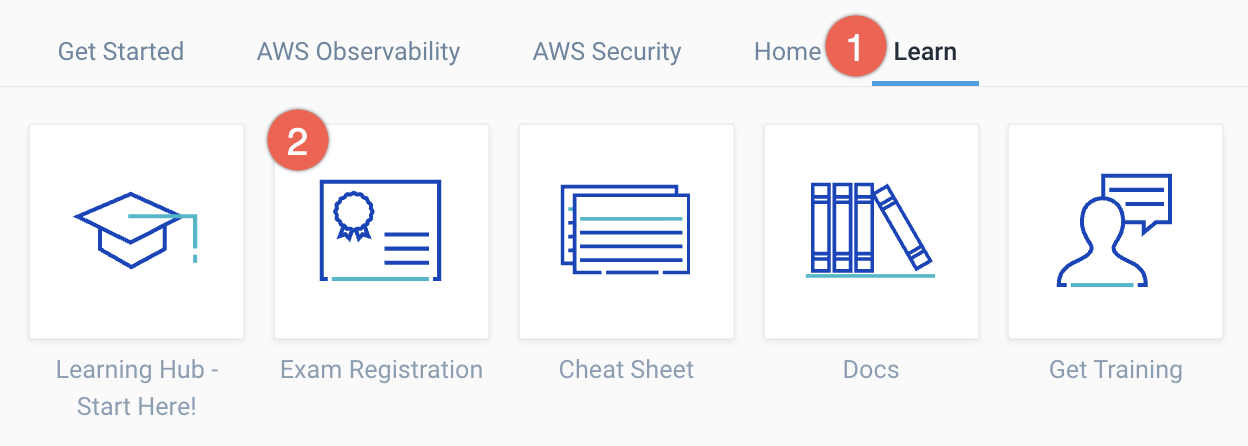 Get Started AWS Observability AWS Security Home 1 Learn
2
Learning Hub - Exam Registration Cheat Sheet Docs Get Training
Start Here!